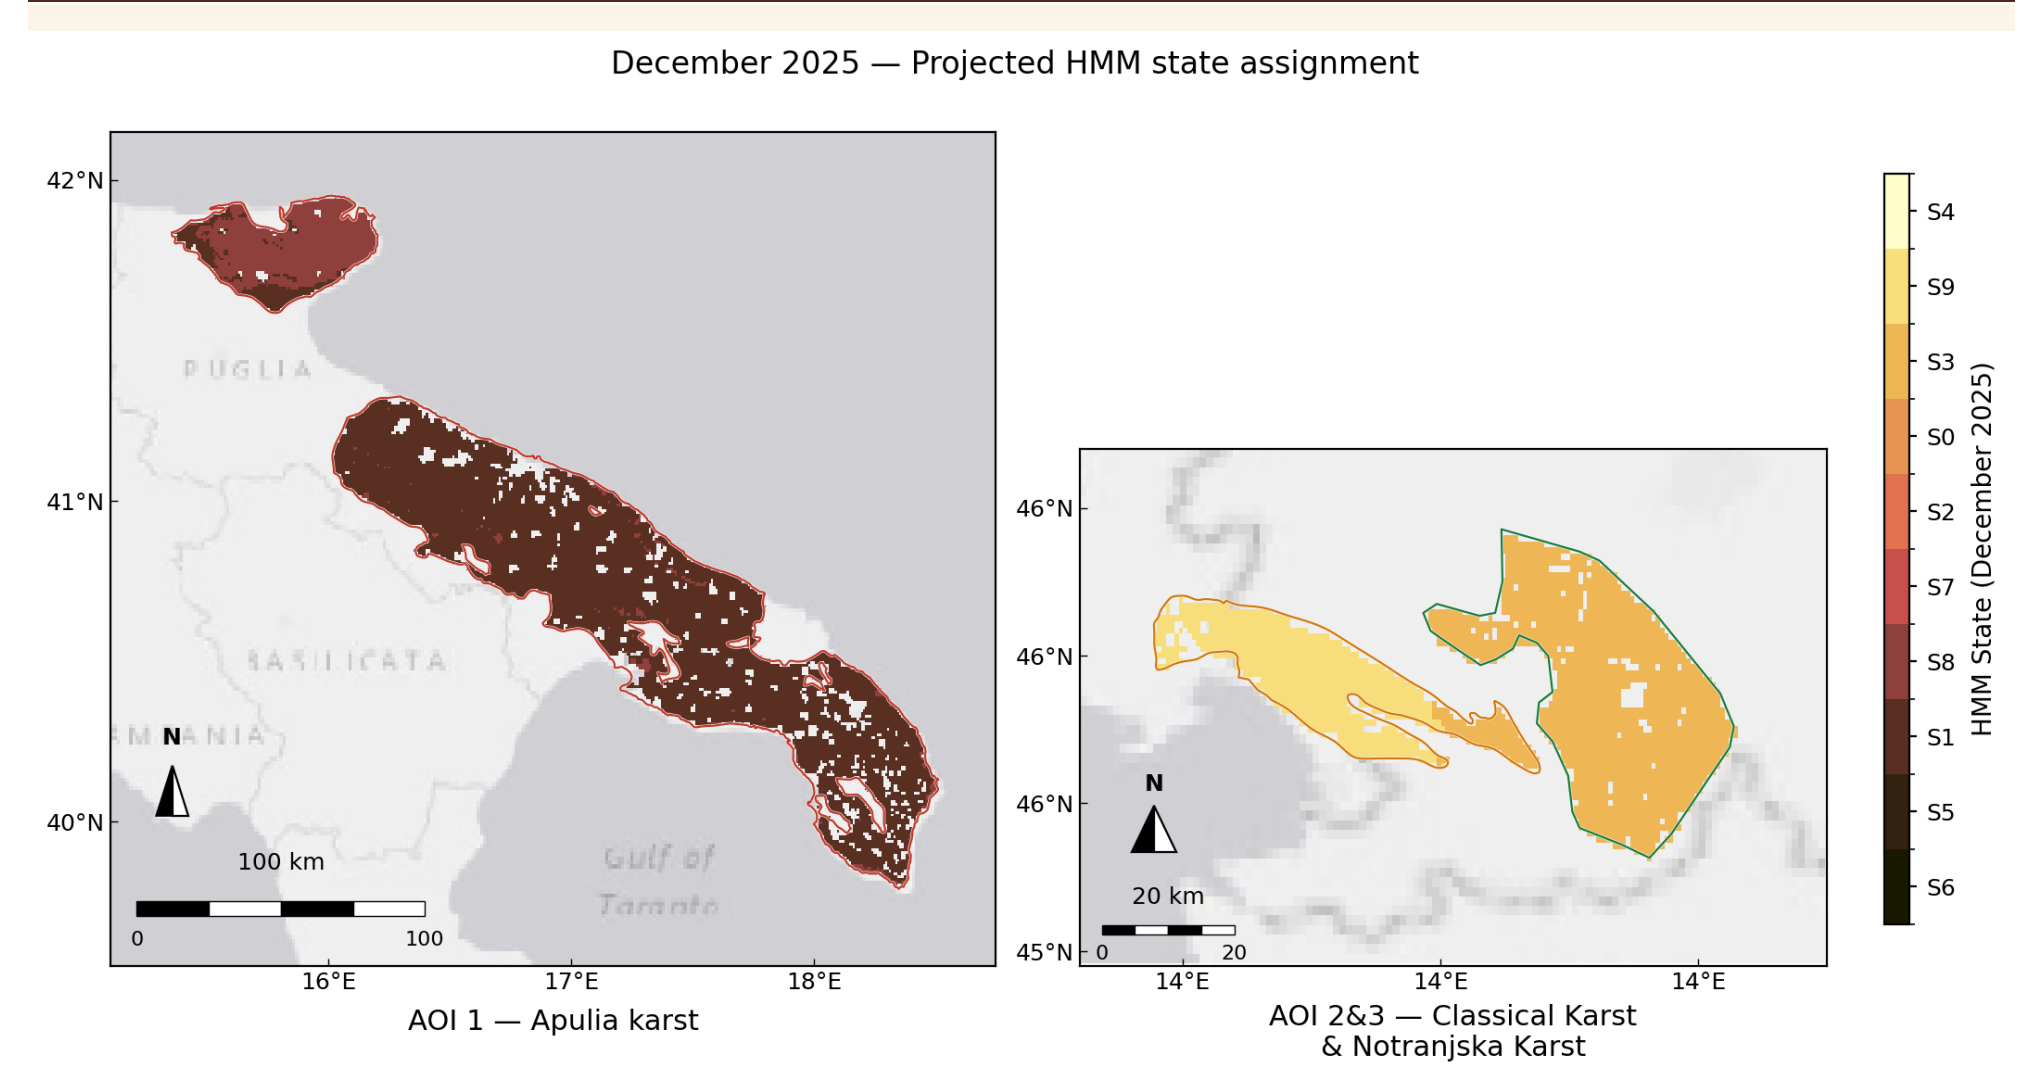 December 2025 — Projected HMM state assignment
42°N
41°N
40°N
PUGLIA
BASILICATA
AMPANIA
N
100 km
0 100
Gulf of
Taranto
16°E 17°E 18°E
AOI 1 — Apulia karst
46°N
46°N
46°N
45°N
N
20 km
0 20
14°E 14°E 14°E
AOI 2&3 — Classical Karst
& Notranjska Karst
S4
S9
S3
S0
S2
S7
S8
S1
S5
S6
HMM State (December 2025)